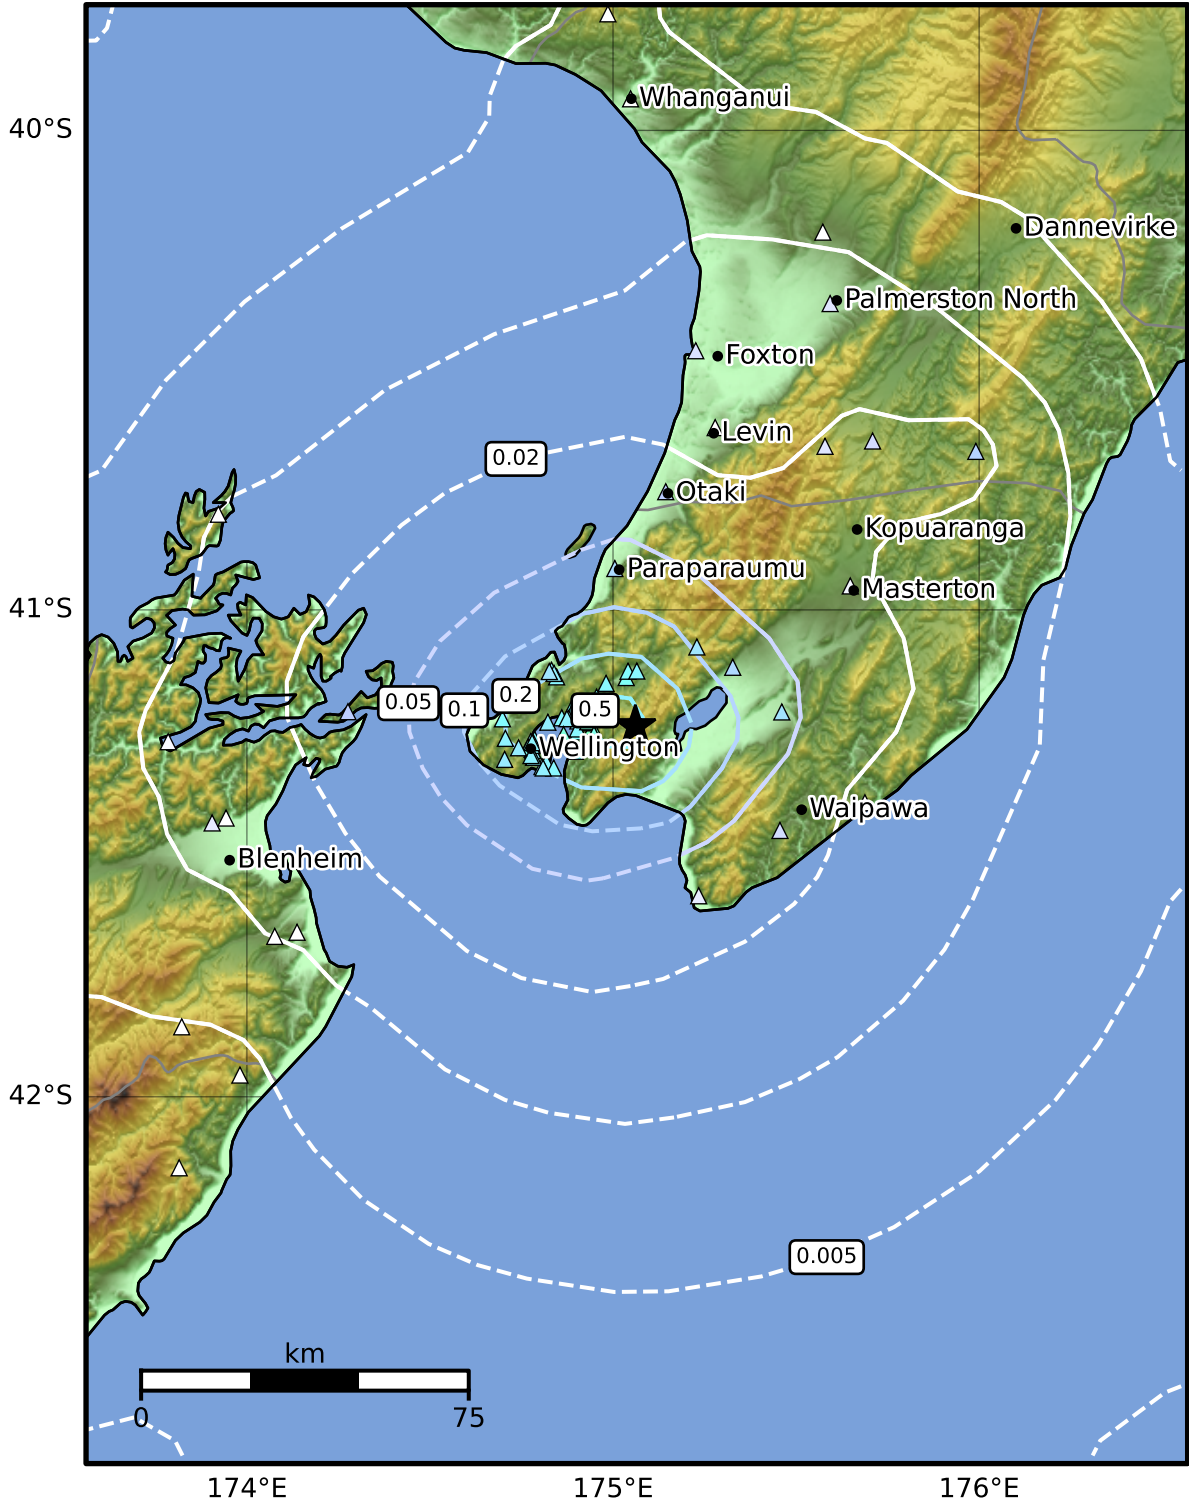 Whanganui
40°S
Dannevirke
Palmerston North
Foxton
Levin
0.02
Otaki
Kopuaranga
Paraparaumu
Masterton
41°S
0.05
0.1
0.2
0.5
Wellington
Waipawa
Blenheim
42°S
0.005
km
0
75
174°E
175°E
176°E